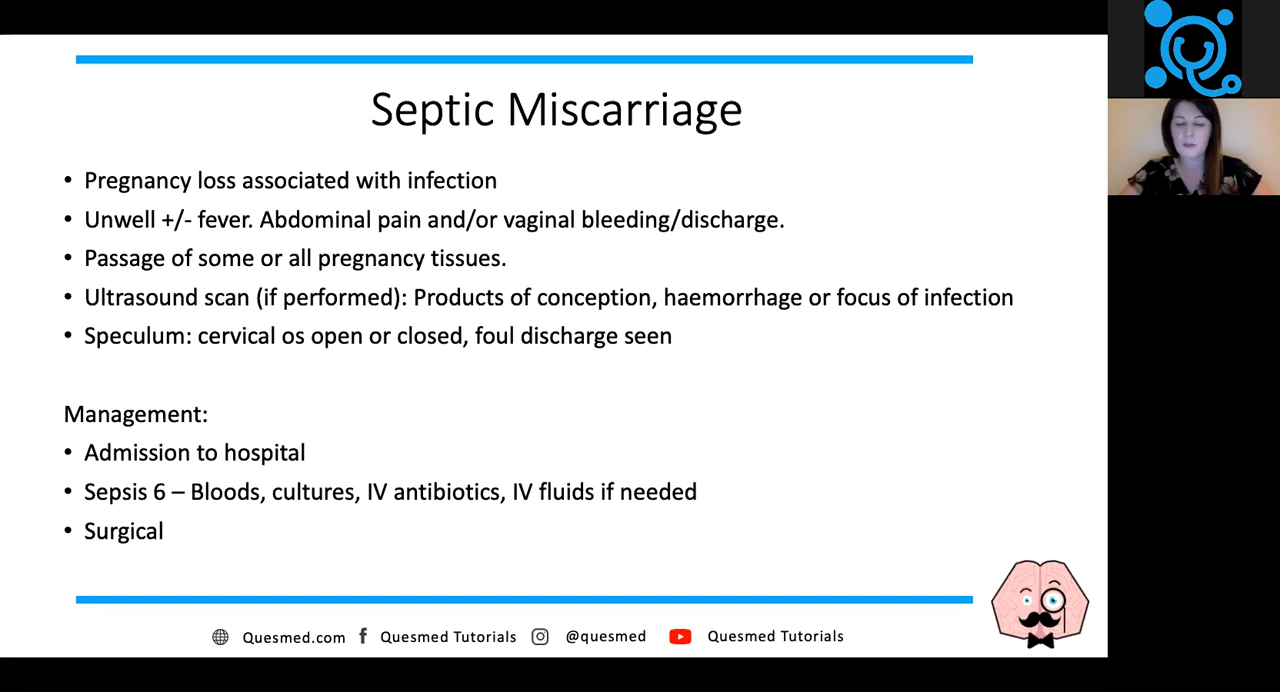 Septic Miscarriage
• Pregnancy loss associated with infection
• Unwell +/- fever. Abdominal pain and/or vaginal bleeding/discharge.
• Passage of some or all pregnancy tissues.
• Ultrasound scan (if performed): Products of conception, haemorrhage or focus of infection
• Speculum: cervical os open or closed, foul discharge seen
Management:
• Admission to hospital
• Sepsis 6 – Bloods, cultures, IV antibiotics, IV fluids if needed
• Surgical
Quesmed.com f Quesmed Tutorials @quesmed Quesmed Tutorials